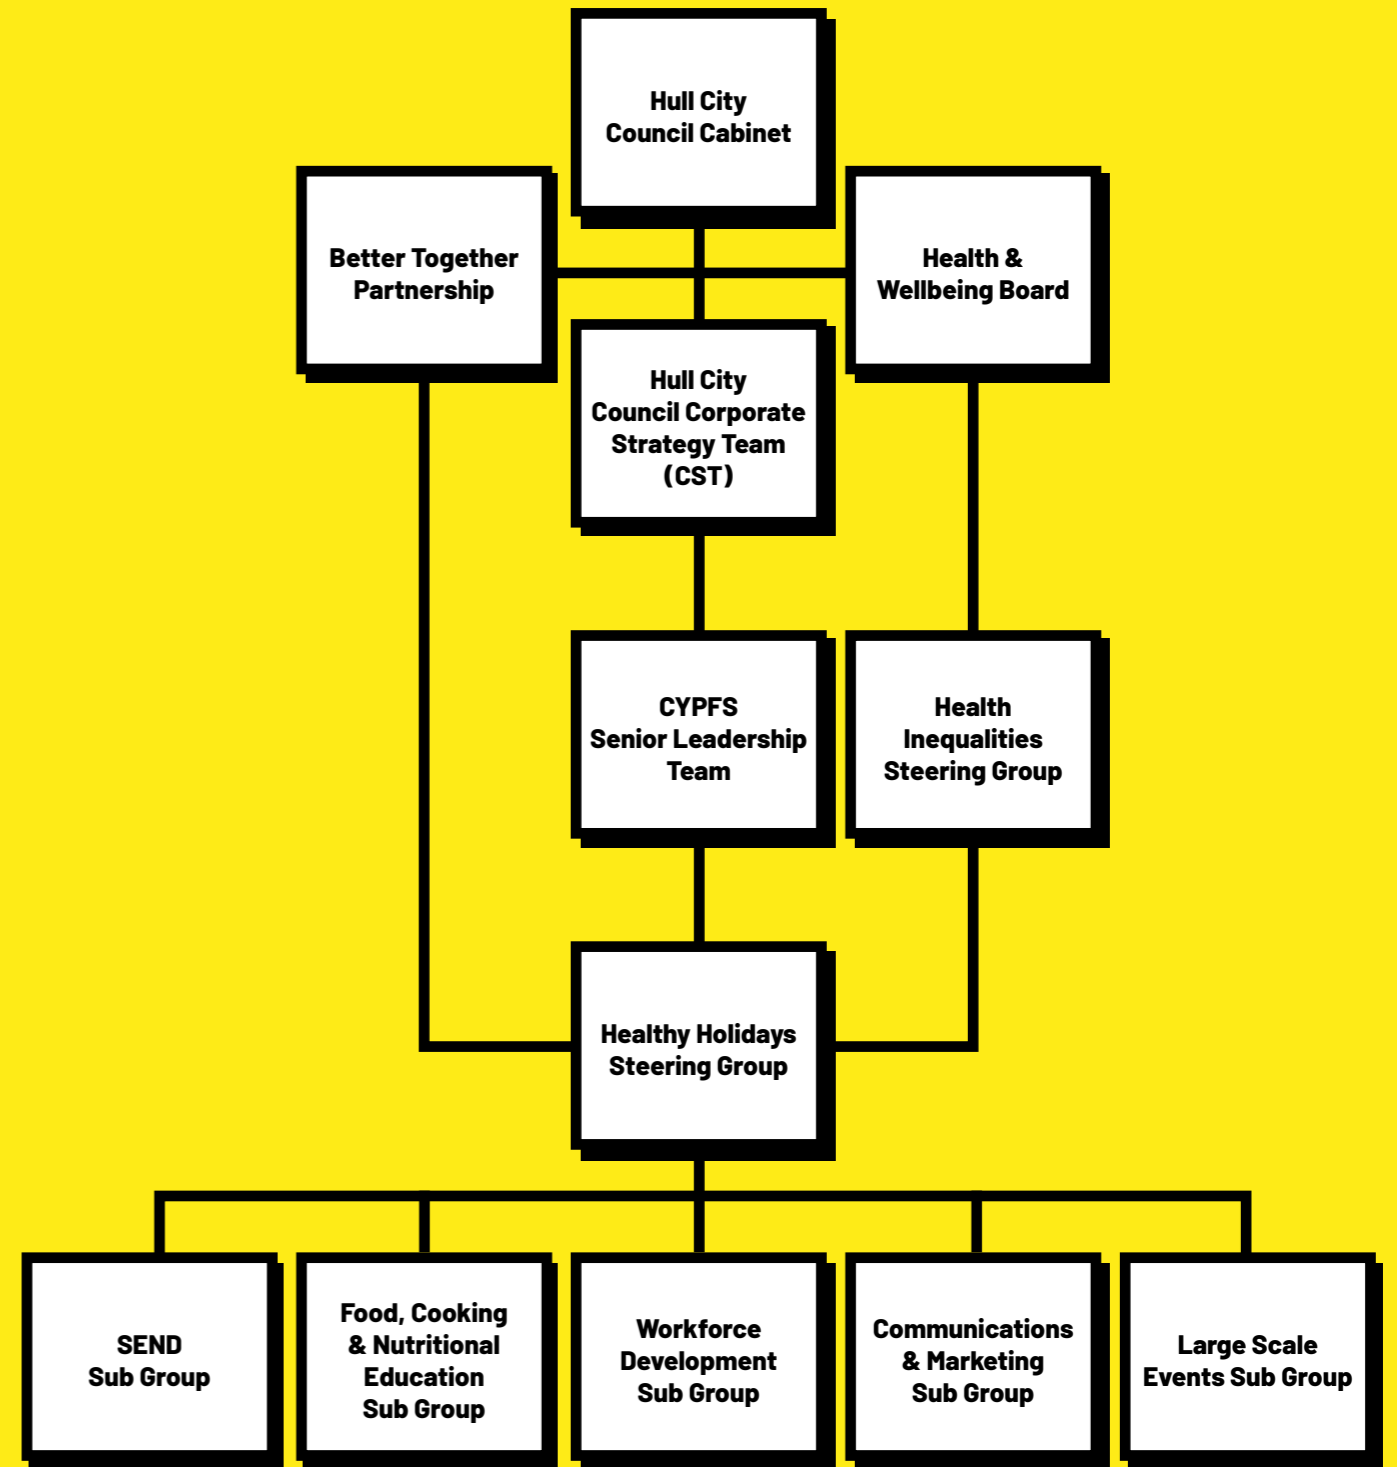 Hull City
Council Cabinet
Better Together
Partnership
Health &
Wellbeing Board
Hull City
Council Corporate
Strategy Team
(CST)
CYPFS
Senior Leadership
Team
Health
Inequalities
Steering Group
Healthy Holidays
Steering Group
SEND
Sub Group
Food, Cooking
& Nutritional
Education
Sub Group
Workforce
Development
Sub Group
Communications
& Marketing
Sub Group
Large Scale
Events Sub Group